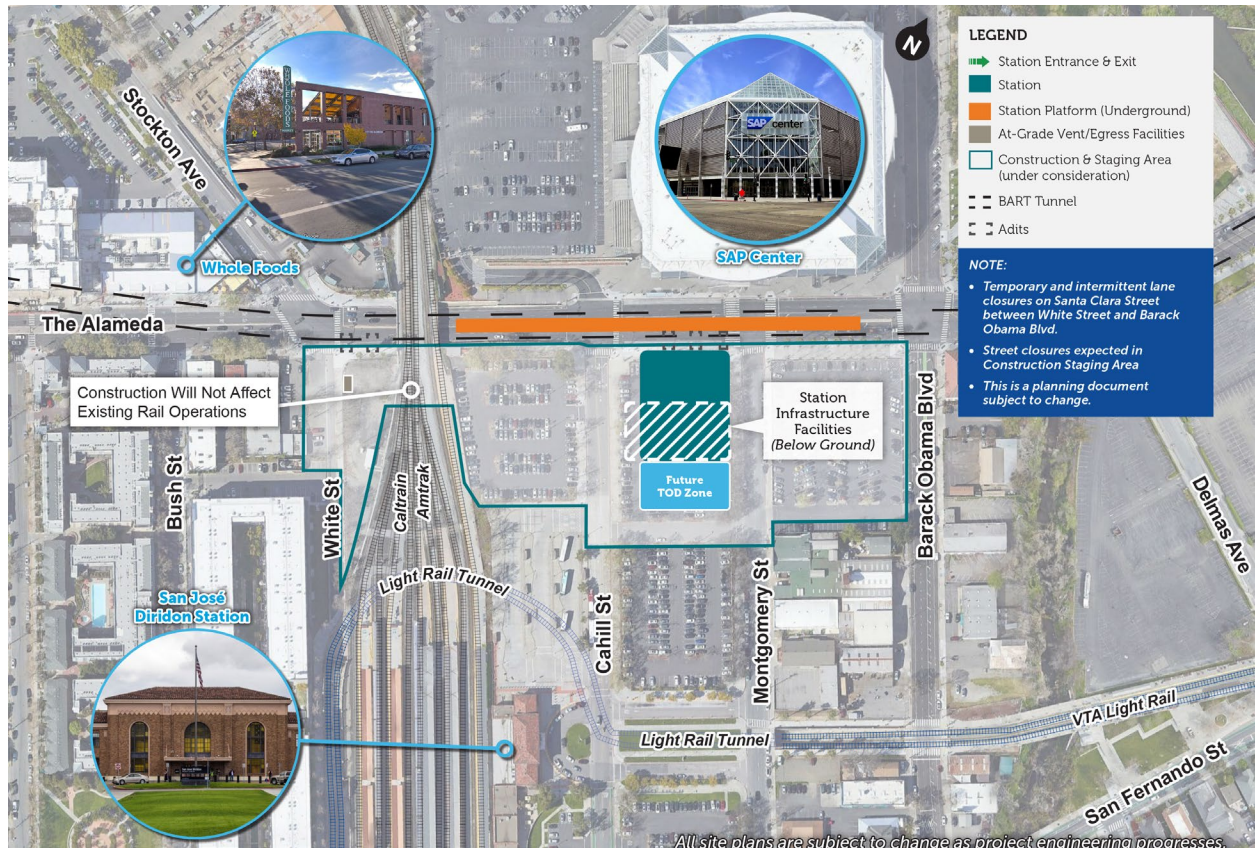 Stockton Ave
WHOLE FOODS
Whole Foods
SAP center
SAP Center
N
LEGEND
Station Entrance & Exit
Station
Station Platform (Underground)
At-Grade Vent/Egress Facilities
Construction & Staging Area
(under consideration)
BART Tunnel
Adits
NOTE:
• Temporary and intermittent lane
closures on Santa Clara Street
between White Street and Barack
Obama Blvd.
• Street closures expected in
Construction Staging Area
• This is a planning document
subject to change.
The Alameda
Construction Will Not Affect
Existing Rail Operations
Station
Infrastructure
Facilities
(Below Ground)
Future
TOD Zone
Bush St
White St
Caltrain
Amtrak
Barack Obama Blvd
Delmas Ave
Light Rail Tunnel
San José
Diridon Station
Cahill St
Montgomery St
Light Rail Tunnel
VTA Light Rail
San Fernando St
All site plans are subject to change as project engineering progresses.